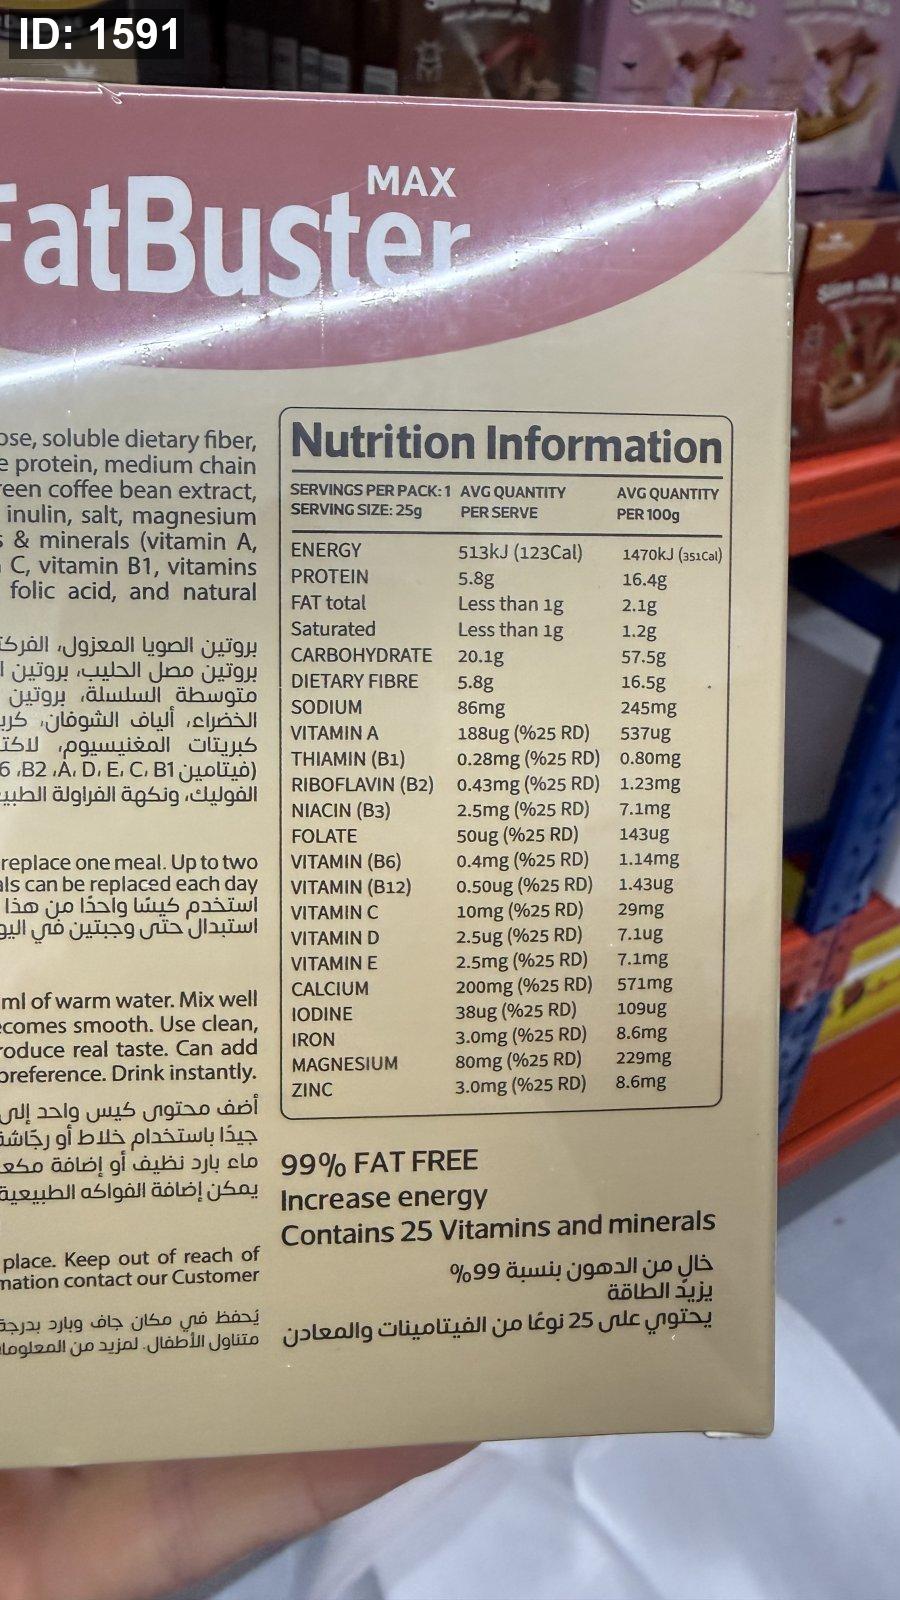 ID: 1591
MAX
FatBuster
soluble dietary fiber,
protein, medium chain
coffee bean extract,
inulin, salt, magnesium
& minerals (vitamin A,
C, vitamin B1, vitamins
folic acid, and natural
بروتين الصويا المعزول،
بروتين مصل الحليب، بروتين
متوسطة السلسلة، بروتين
الخضراء، ألياف الشوفان،
كبريتات المغنيسيوم،
(فيتامين A، D، E، C، B1، B2،
الفوليك، ونكهة الفراولة
replace one meal. Up to two
can be replaced each day
استخدم كيسًا واحدًا من هذا
استبدال حتى وجبتين في
ml of warm water. Mix well
smooth. Use clean,
real taste. Can add
preference. Drink instantly.
أضف محتوى كيس واحد إلى
جيدًا باستخدام خلاط أو
ماء بارد نظيف أو إضافة
يمكن إضافة الفواكه الطبيعية
place. Keep out of reach of
contact our Customer
يُحفظ في مكان جاف وبارد
متناول الأطفال. لمزيد من
Nutrition Information
SERVINGS PER PACK: 1 AVG QUANTITY AVG QUANTITY
SERVING SIZE: 25g PER SERVE PER 100g
ENERGY 513kJ (123Cal) 1470kJ (351Cal)
PROTEIN 5.8g 16.4g
FAT total Less than 1g 2.1g
Saturated Less than 1g 1.2g
CARBOHYDRATE 20.1g 57.5g
DIETARY FIBRE 5.8g 16.5g
SODIUM 86mg 245mg
VITAMIN A 188ug (%25 RD) 537ug
THIAMIN (B1) 0.28mg (%25 RD) 0.80mg
RIBOFLAVIN (B2) 0.43mg (%25 RD) 1.23mg
NIACIN (B3) 2.5mg (%25 RD) 7.1mg
FOLATE 50ug (%25 RD) 143ug
VITAMIN (B6) 0.4mg (%25 RD) 1.14mg
VITAMIN (B12) 0.50ug (%25 RD) 1.43ug
VITAMIN C 10mg (%25 RD) 29mg
VITAMIN D 2.5ug (%25 RD) 7.1ug
VITAMIN E 2.5mg (%25 RD) 7.1mg
CALCIUM 200mg (%25 RD) 571mg
IODINE 38ug (%25 RD) 109ug
IRON 3.0mg (%25 RD) 8.6mg
MAGNESIUM 80mg (%25 RD) 229mg
ZINC 3.0mg (%25 RD) 8.6mg
99% FAT FREE
Increase energy
Contains 25 Vitamins and minerals
خالٍ من الدهون بنسبة 99%
يزيد الطاقة
يحتوي على 25 نوعًا من الفيتامينات والمعادن